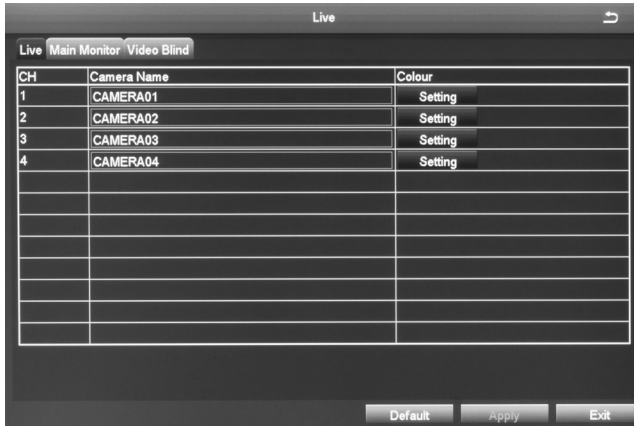 Live
Live Main Monitor Video Blind
CH Camera Name Colour
1 CAMERA01 Setting
2 CAMERA02 Setting
3 CAMERA03 Setting
4 CAMERA04 Setting
Default Apply Exit